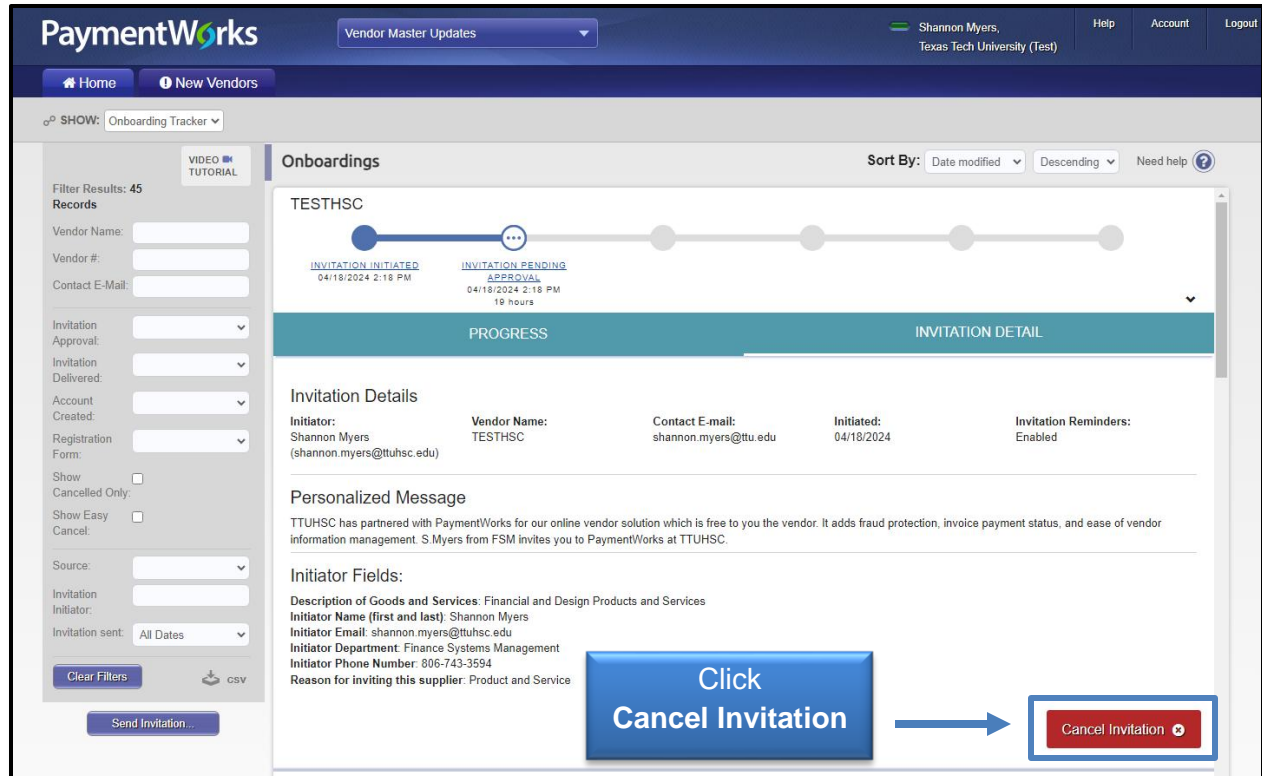 PaymentWorks
Vendor Master Updates
Shannon Myers,
Texas Tech University (Test)
Help
Account
Logout
Home
New Vendors
SHOW: Onboarding Tracker
VIDEO
TUTORIAL
Filter Results: 45
Records
Vendor Name:
Vendor #:
Contact E-Mail:
Invitation
Approval:
Invitation
Delivered:
Account
Created:
Registration
Form:
Show
Cancelled Only:
Show Easy
Cancel:
Source:
Invitation
Initiator:
Invitation sent: All Dates
Clear Filters
csv
Send Invitation...
Onboardings
Sort By: Date modified Descending Need help ?
TESTHSC
INVITATION INITIATED
04/18/2024 2:18 PM
INVITATION PENDING
APPROVAL
04/18/2024 2:18 PM
19 hours
PROGRESS
INVITATION DETAIL
Invitation Details
Initiator:
Shannon Myers
(shannon.myers@ttuhsc.edu)
Vendor Name:
TESTHSC
Contact E-mail:
shannon.myers@ttu.edu
Initiated:
04/18/2024
Invitation Reminders:
Enabled
Personalized Message
TTUHSC has partnered with PaymentWorks for our online vendor solution which is free to you the vendor. It adds fraud protection, invoice payment status, and ease of vendor
information management. S.Myers from FSM invites you to PaymentWorks at TTUHSC.
Initiator Fields:
Description of Goods and Services: Financial and Design Products and Services
Initiator Name (first and last): Shannon Myers
Initiator Email: shannon.myers@ttuhsc.edu
Initiator Department: Finance Systems Management
Initiator Phone Number: 806-743-3594
Reason for inviting this supplier: Product and Service
Click
Cancel Invitation
Cancel Invitation